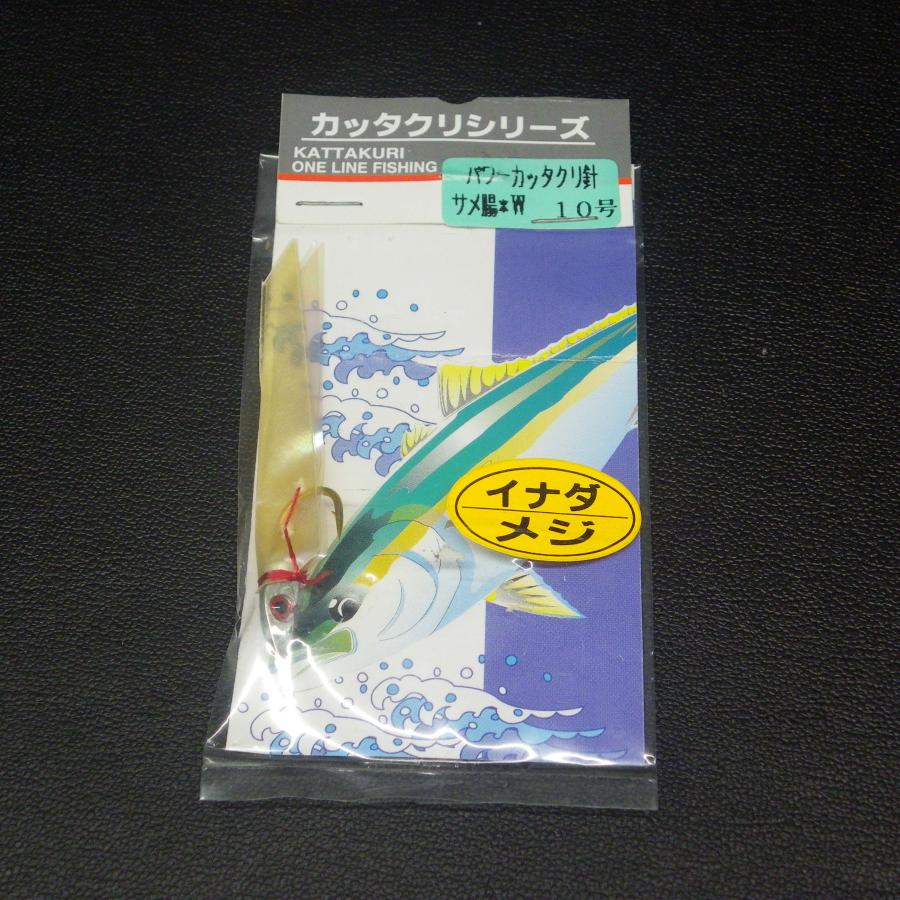 カッタクリシリーズ
KATTAKURI
ONE LINE FISHING
パワーカッタクリ針
サメ腸*W 10号
イナダ
メジ